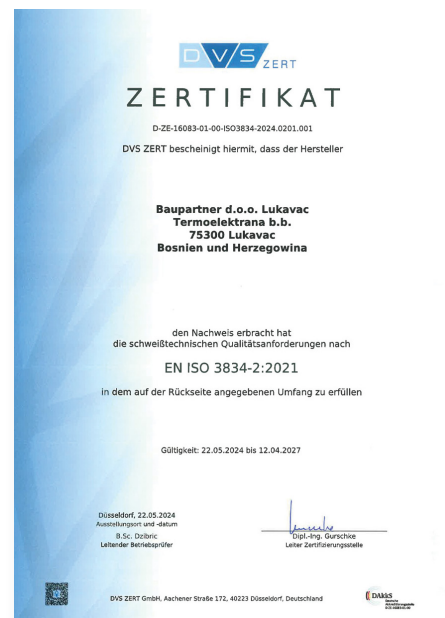 DVS ZERT
ZERTIFIKAT
D-ZE-16083-01-00-ISO3834-2024.0201.001
DVS ZERT bescheinigt hiermit, dass der Hersteller
Baupartner d.o.o. Lukavac
Termoelektrana b.b.
75300 Lukavac
Bosnien und Herzegowina
den Nachweis erbracht hat
die schweißtechnischen Qualitätsanforderungen nach
EN ISO 3834-2:2021
in dem auf der Rückseite angegebenen Umfang zu erfüllen
Gültigkeit: 22.05.2024 bis 12.04.2027
Düsseldorf, 22.05.2024
Ausstellungsort und -datum
B.Sc. Dzibric
Leitender Betriebsprüfer
Dipl.-Ing. Gurschke
Leiter Zertifizierungsstelle
DVS ZERT GmbH, Aachener Straße 172, 40223 Düsseldorf, Deutschland
DAkkS
Deutsche
Akkreditierungsstelle